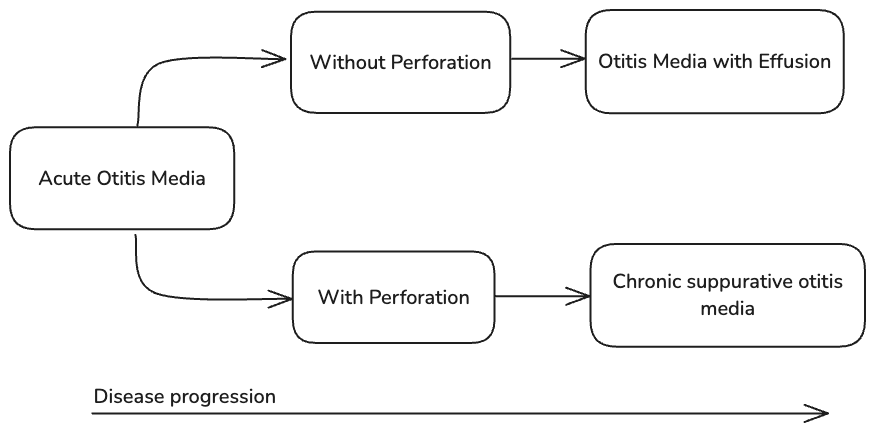 Without Perforation
Otitis Media with Effusion
Acute Otitis Media
With Perforation
Chronic suppurative otitis
media
Disease progression